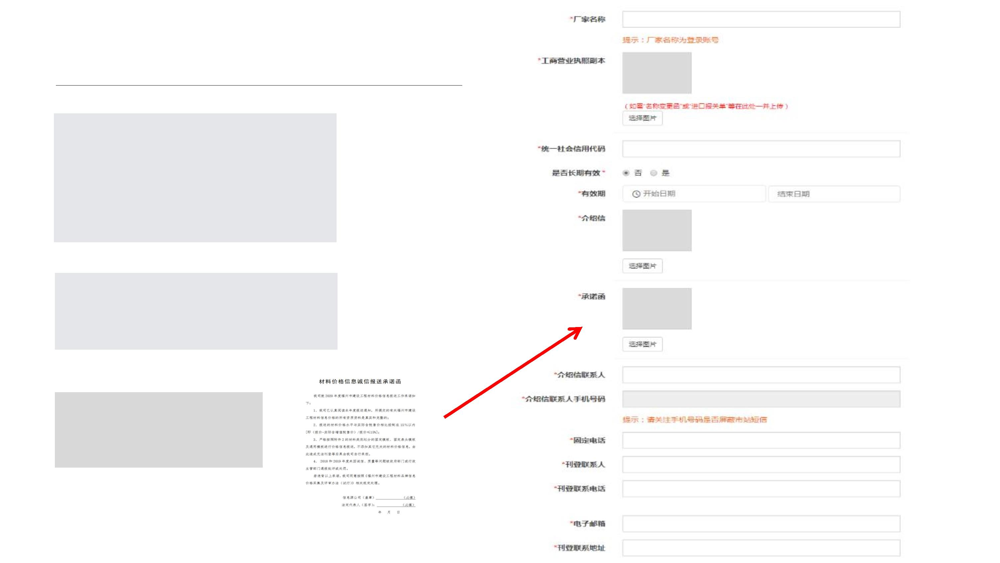 材料价格信息诚信报送承诺函
我司就2020年度福州市建设工程材料价格信息报送工作承诺如
下：
1、我司已认真阅读本年度报送通知，所提交的有关福州市建设
工程材料信息价格的所有资质资料是真实和完整的；
2、报送的材料价格水平与实际含税售价相比控制在15%以内
[即（报价-实际含增值税售价）/报价≤15%]；
3、严格按照附件2的材料类别划分的固定模板、固定表头模板
及通用模板进行价格信息报送，不添加其它无关的材料价格信息，由
此造成无法刊登等后果由我司自行承担。
4、 2018和2019年度未因诚信、质量等问题被政府部门或行政
主管部门通报批评或处罚。
若违背以上承诺，我司同意按照《福州市建设工程材料品牌信息
价格采集及评审办法（试行）》相关规定处理。
信息源公司（盖章）（必填）
法定代表人（签字）：（必填）
年 月 日
*厂家名称
提示：厂家名称为登录账号
*工商营业执照副本
（如需“名称变更函”或“进口报关单”等在此处一并上传）
选择图片
*统一社会信用代码
是否长期有效* 否 是
*有效期 开始日期 结束日期
*介绍信
选择图片
*承诺函
选择图片
*介绍信联系人
*介绍信联系人手机号码
提示：请关注手机号码是否屏蔽市站短信
*固定电话
*刊登联系人
*刊登联系电话
*电子邮箱
*刊登联系地址